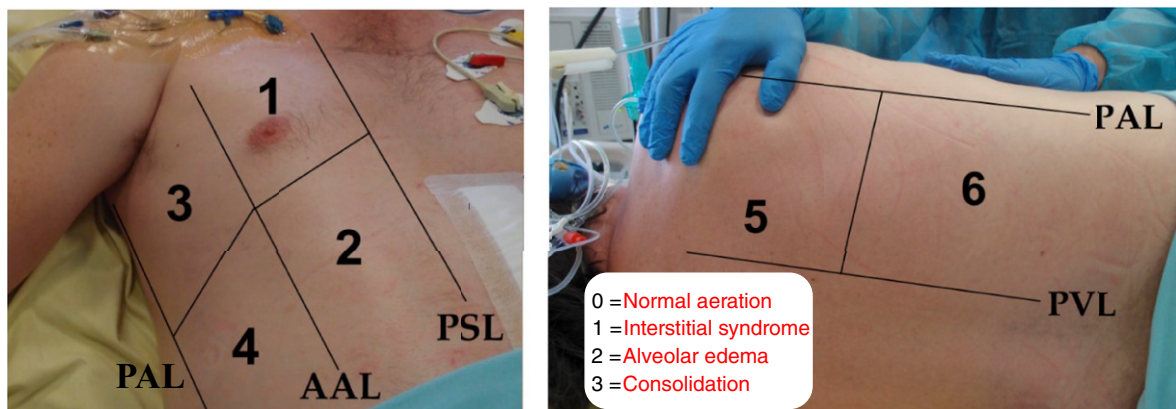 1
3
2
4
PSL
PAL
AAL
PAL
6
5
PVL
0 =Normal aeration
1 =Interstitial syndrome
2 =Alveolar edema
3 =Consolidation